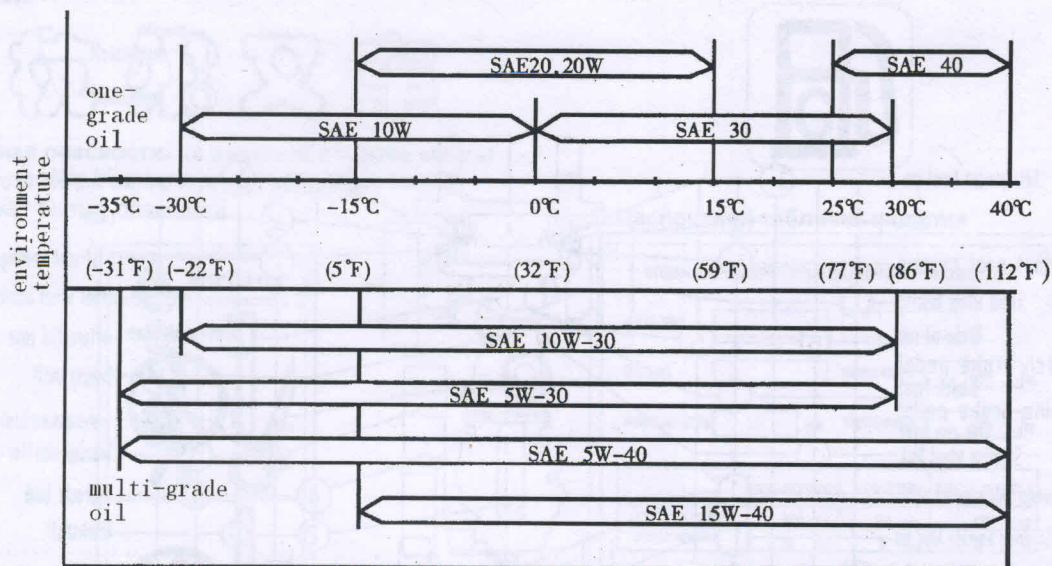 SAE20,20W
SAE 40
one-
grade
oil
SAE 10W
SAE 30
environment
temperature
-35℃ -30℃ -15℃ 0℃ 15℃ 25℃ 30℃ 40℃
(-31°F) (-22°F) (5°F) (32°F) (59°F) (77°F) (86°F) (112°F)
SAE 10W-30
SAE 5W-30
SAE 5W-40
multi-grade
oil
SAE 15W-40